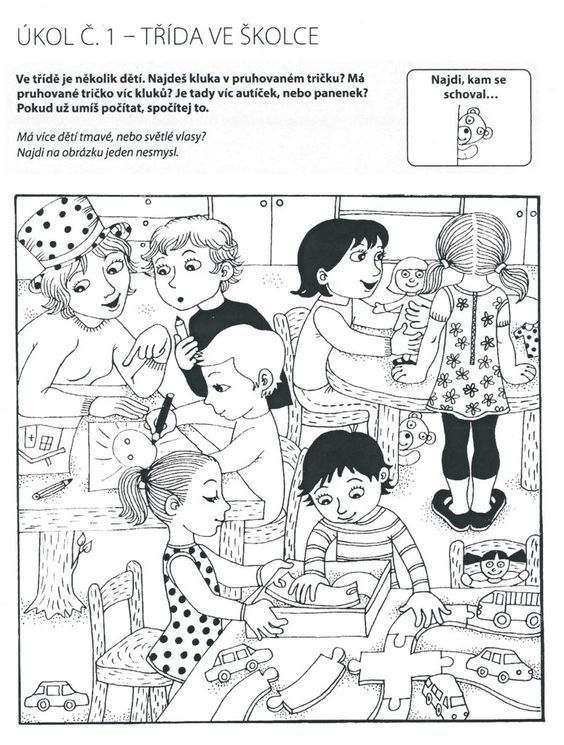 ÚKOL Č. 1 – TŘÍDA VE ŠKOLCE
Ve třídě je několik dětí. Najdeš kluka v pruhovaném tričku? Má
pruhované tričko víc kluků? Je tady víc autíček, nebo panenek?
Pokud už umíš počítat, spočítej to.
Má více dětí tmavé, nebo světlé vlasy?
Najdi na obrázku jeden nesmysl.
Najdi, kam se
schoval...